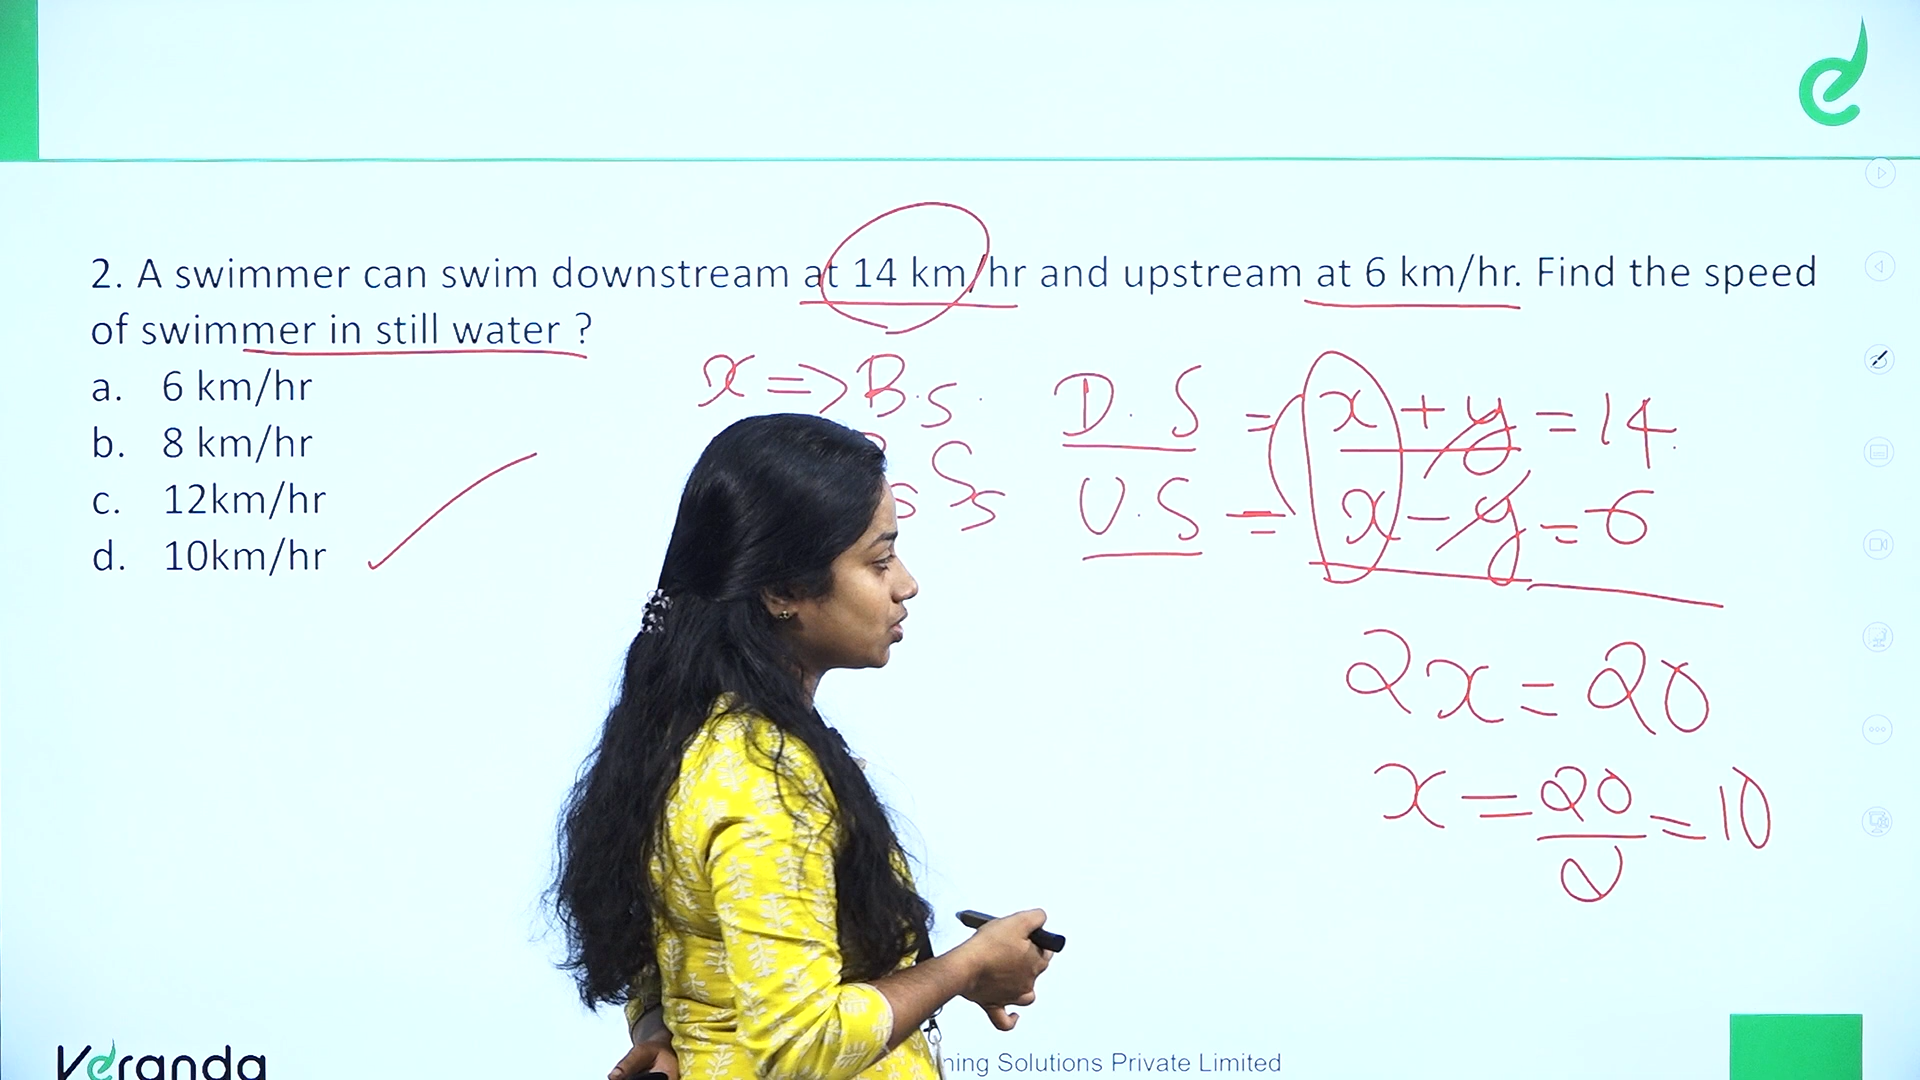 2. A swimmer can swim downstream at 14 km/hr and upstream at 6 km/hr. Find the speed
of swimmer in still water ?
a. 6 km/hr
b. 8 km/hr
c. 12km/hr
d. 10km/hr
x => B.S.
D.S = x + y = 14
U.S = x - y = 6
2x = 20
x = 20/2 = 10
Veranda
Solutions Private Limited